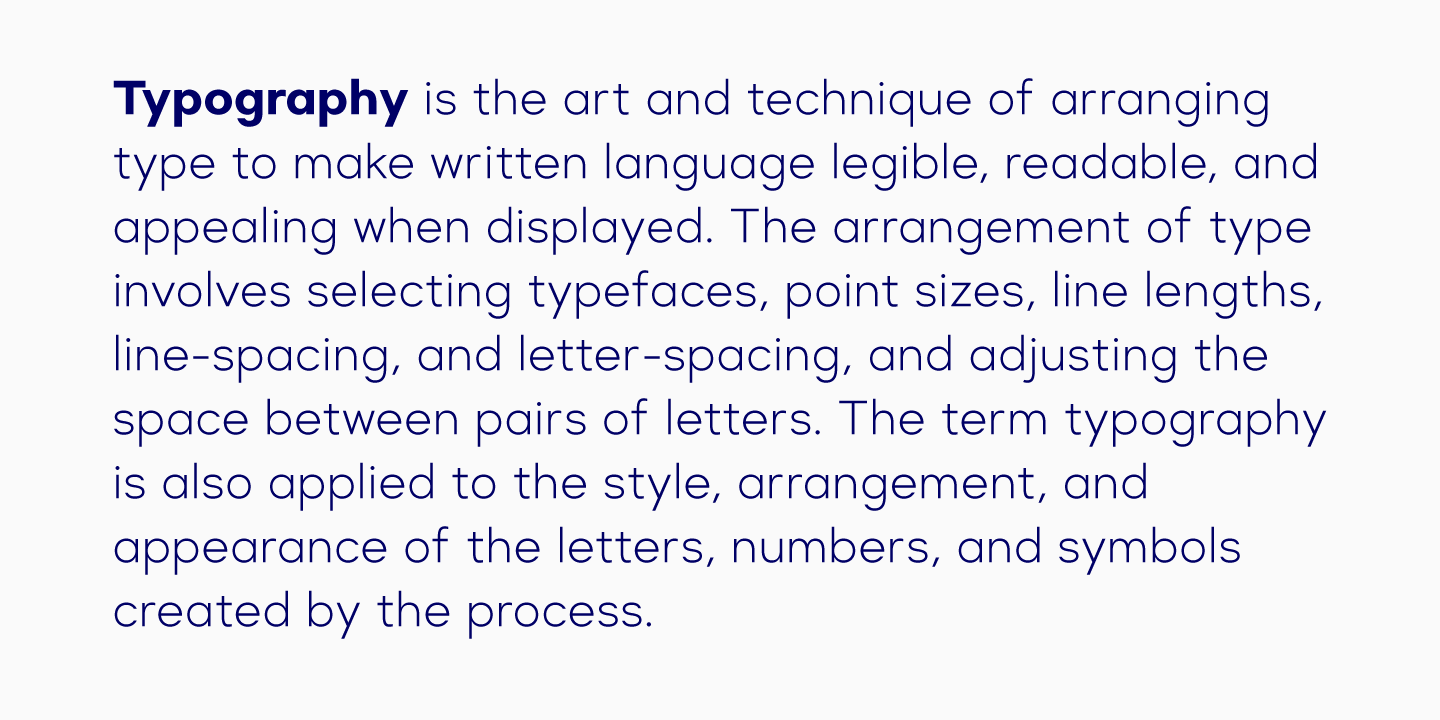 Typography is the art and technique of arranging
type to make written language legible, readable, and
appealing when displayed. The arrangement of type
involves selecting typefaces, point sizes, line lengths,
line-spacing, and letter-spacing, and adjusting the
space between pairs of letters. The term typography
is also applied to the style, arrangement, and
appearance of the letters, numbers, and symbols
created by the process.